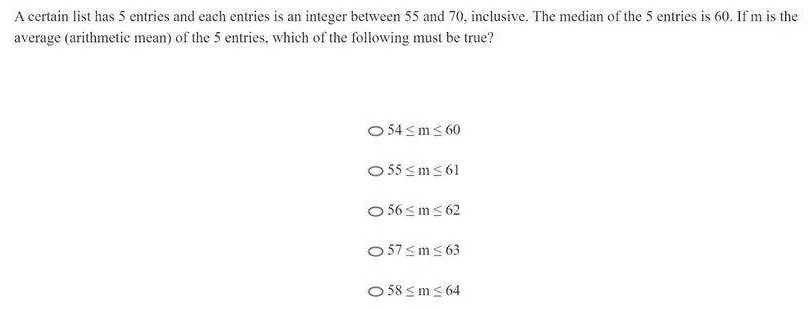 A certain list has 5 entries and each entries is an integer between 55 and 70, inclusive. The median of the 5 entries is 60. If m is the
average (arithmetic mean) of the 5 entries, which of the following must be true?
54 ≤ m ≤ 60
55 ≤ m ≤ 61
56 ≤ m ≤ 62
57 ≤ m ≤ 63
58 ≤ m ≤ 64